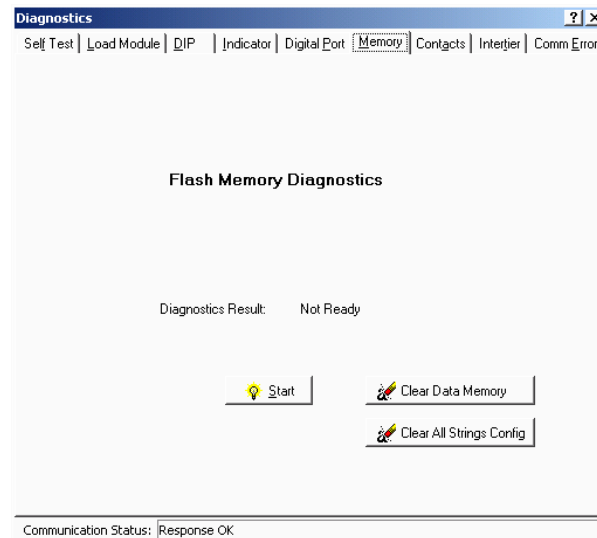 Diagnostics
Self Test Load Module DIP Indicator Digital Port Memory Contacts Intertier Comm Error
Flash Memory Diagnostics
Diagnostics Result: Not Ready
Start Clear Data Memory
Clear All Strings Config
Communication Status: Response OK